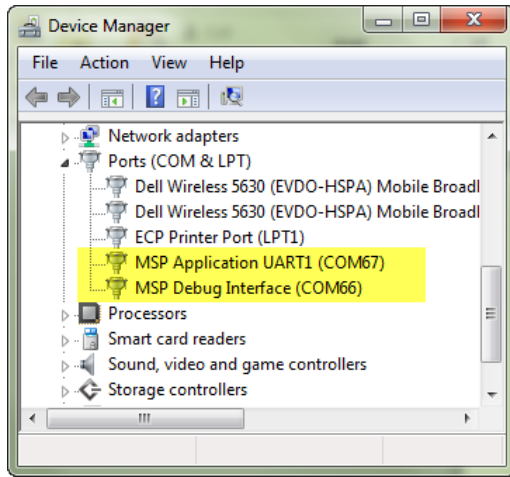 Device Manager
File Action View Help
Network adapters
Ports (COM & LPT)
Dell Wireless 5630 (EVDO-HSPA) Mobile Broadl
Dell Wireless 5630 (EVDO-HSPA) Mobile Broadl
ECP Printer Port (LPT1)
MSP Application UART1 (COM67)
MSP Debug Interface (COM66)
Processors
Smart card readers
Sound, video and game controllers
Storage controllers